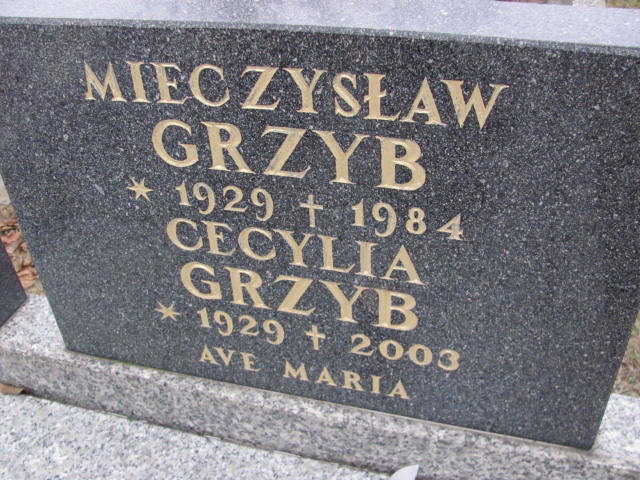 MIECZYSŁAW
GRZYB
* 1929 † 1984
CECYLIA
GRZYB
* 1929 † 2003
AVE MARIA